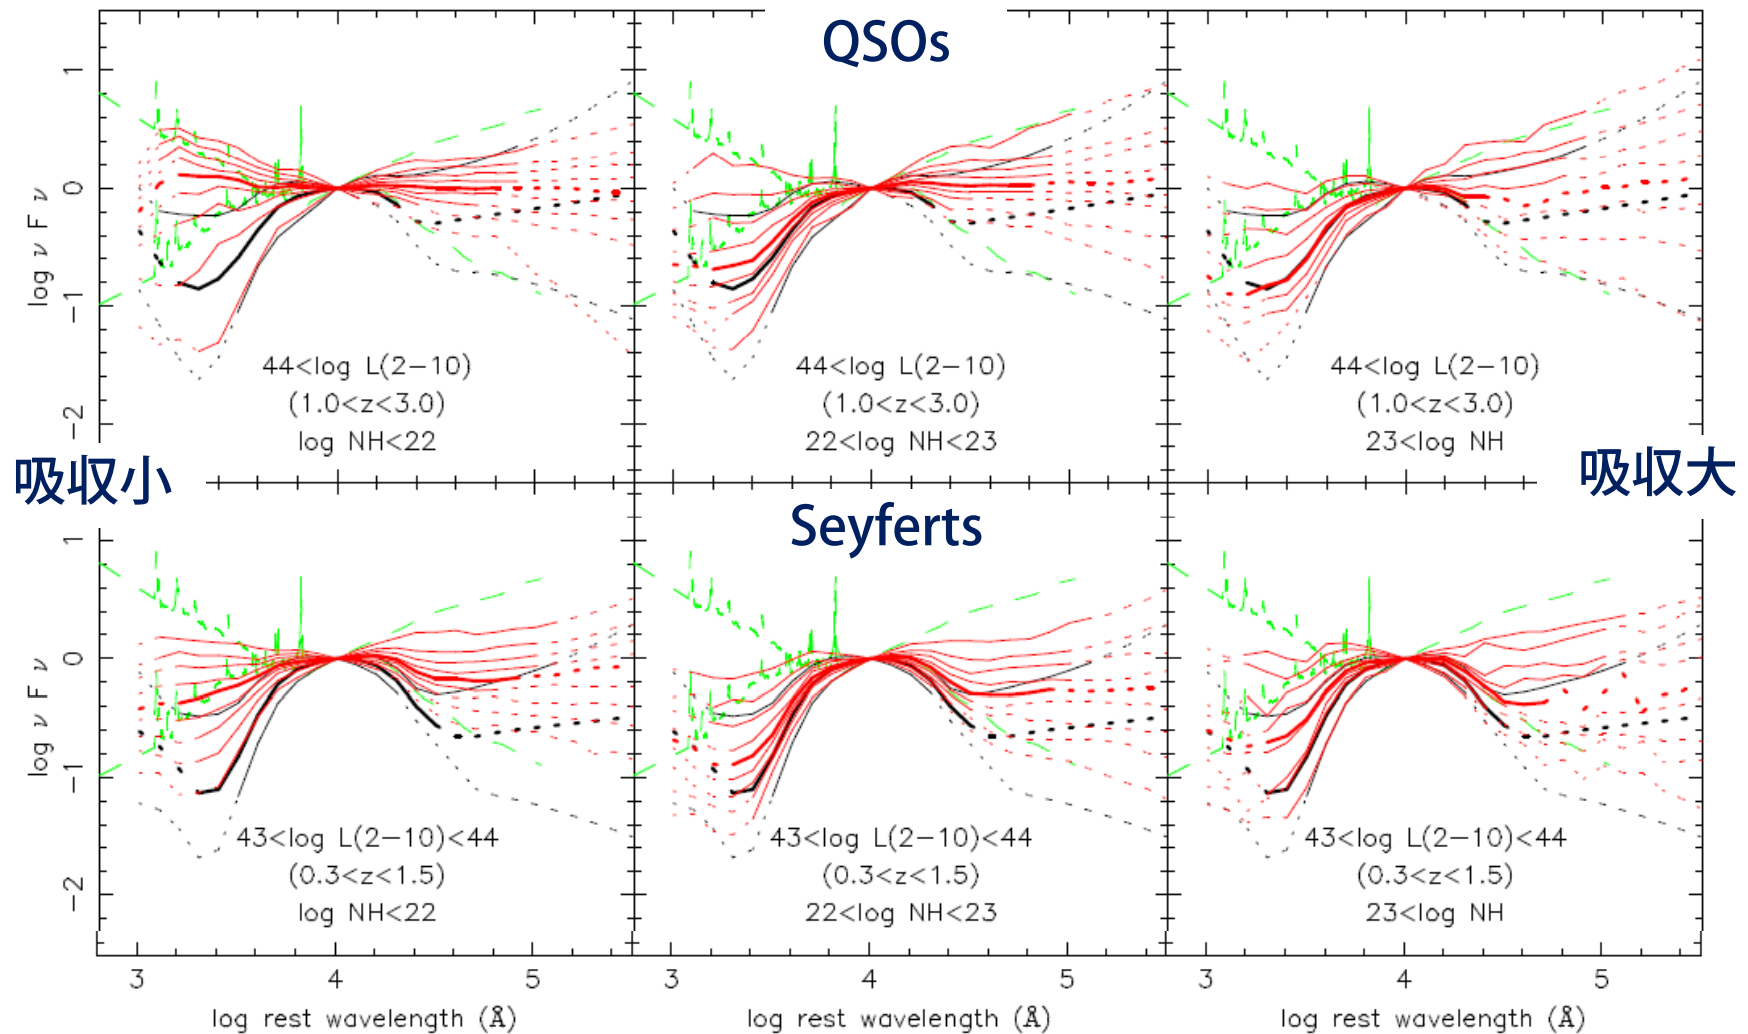 QSOs
1
0
-1
-2
log ν F ν
44<log L(2-10)
(1.0<z<3.0)
log NH<22
44<log L(2-10)
(1.0<z<3.0)
22<log NH<23
44<log L(2-10)
(1.0<z<3.0)
23<log NH
吸収小
吸収大
Seyferts
1
0
-1
-2
log ν F ν
43<log L(2-10)<44
(0.3<z<1.5)
log NH<22
43<log L(2-10)<44
(0.3<z<1.5)
22<log NH<23
43<log L(2-10)<44
(0.3<z<1.5)
23<log NH
3 4 5 3 4 5 3 4 5
log rest wavelength (Å)
log rest wavelength (Å)
log rest wavelength (Å)